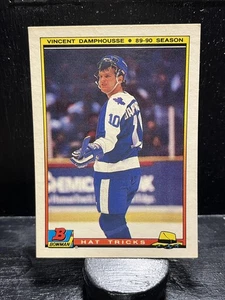 VINCENT DAMPHOUSSE ★ 89-90 SEASON
10
B
BOWMAN
HAT TRICKS